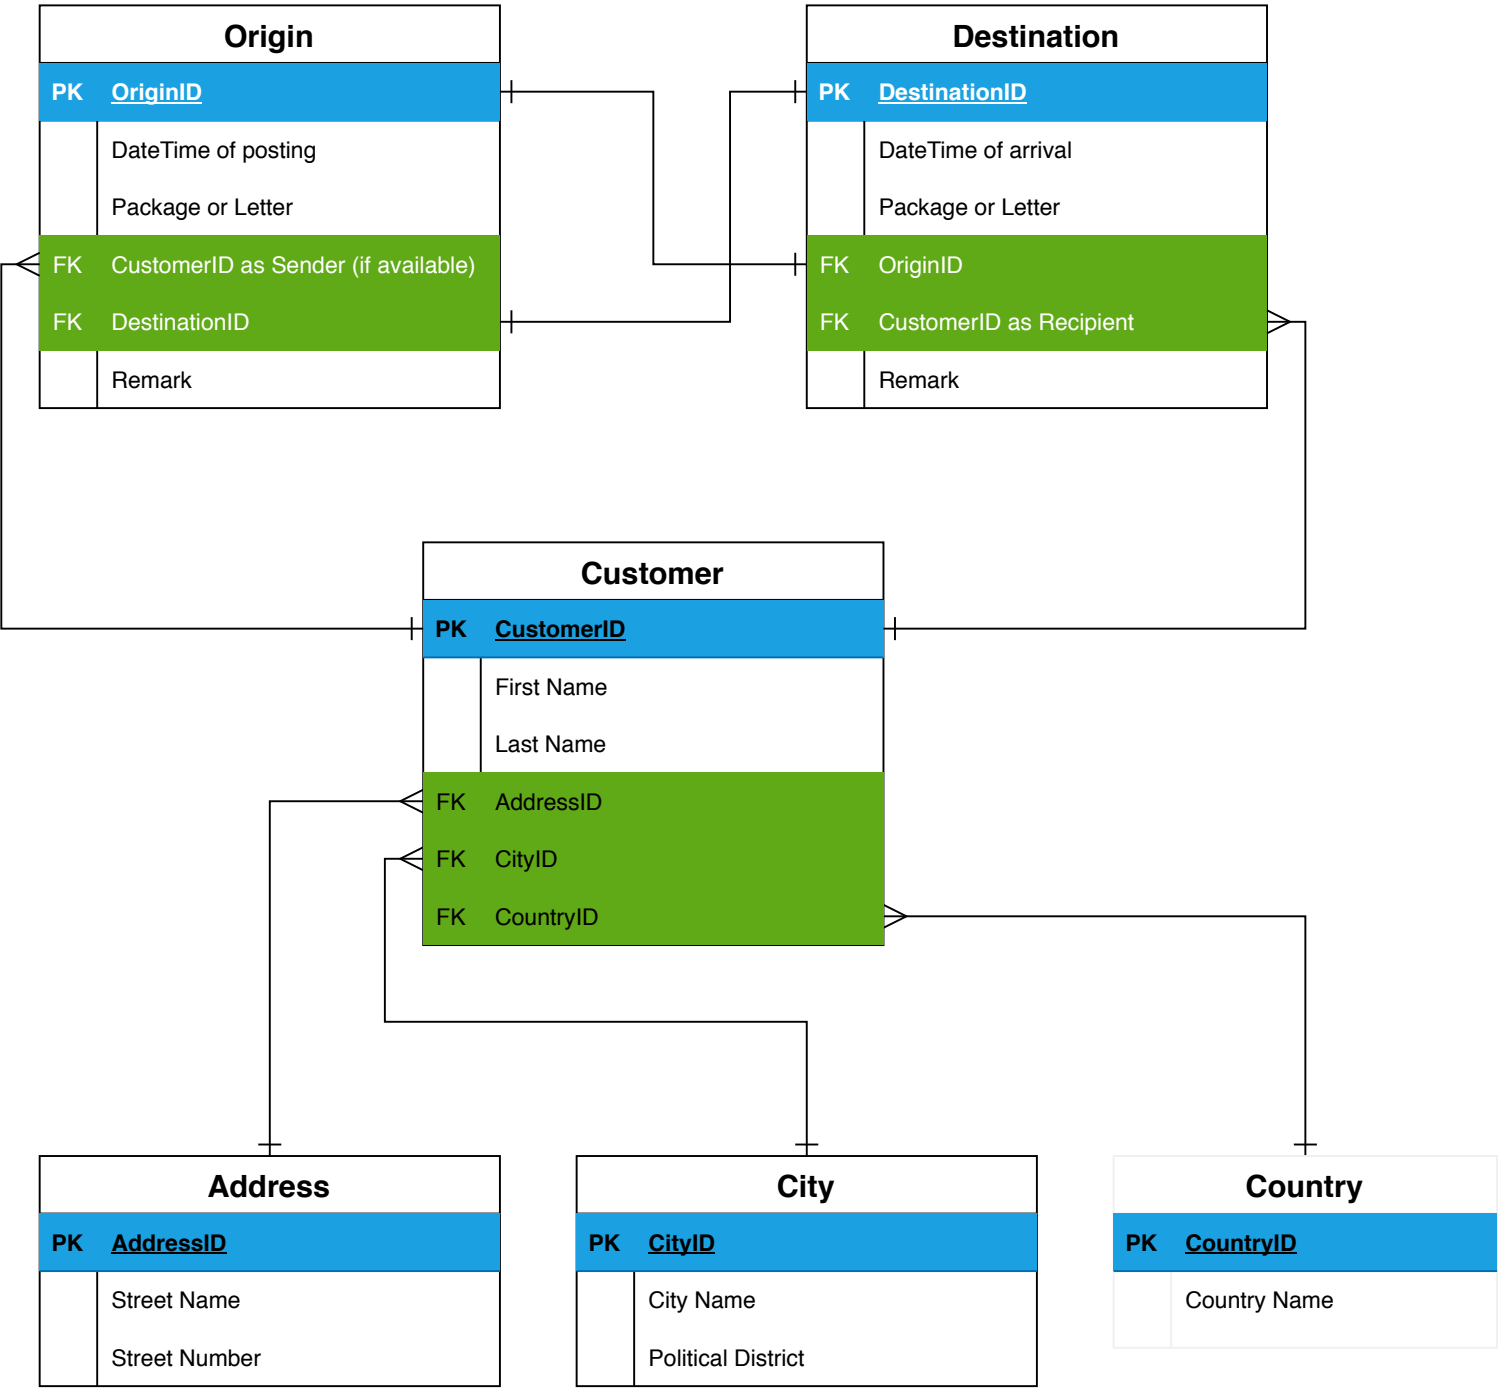 Origin
PK OriginID
DateTime of posting
Package or Letter
FK CustomerID as Sender (if available)
FK DestinationID
Remark
Destination
PK DestinationID
DateTime of arrival
Package or Letter
FK OriginID
FK CustomerID as Recipient
Remark
Customer
PK CustomerID
First Name
Last Name
FK AddressID
FK CityID
FK CountryID
Address
PK AddressID
Street Name
Street Number
City
PK CityID
City Name
Political District
Country
PK CountryID
Country Name